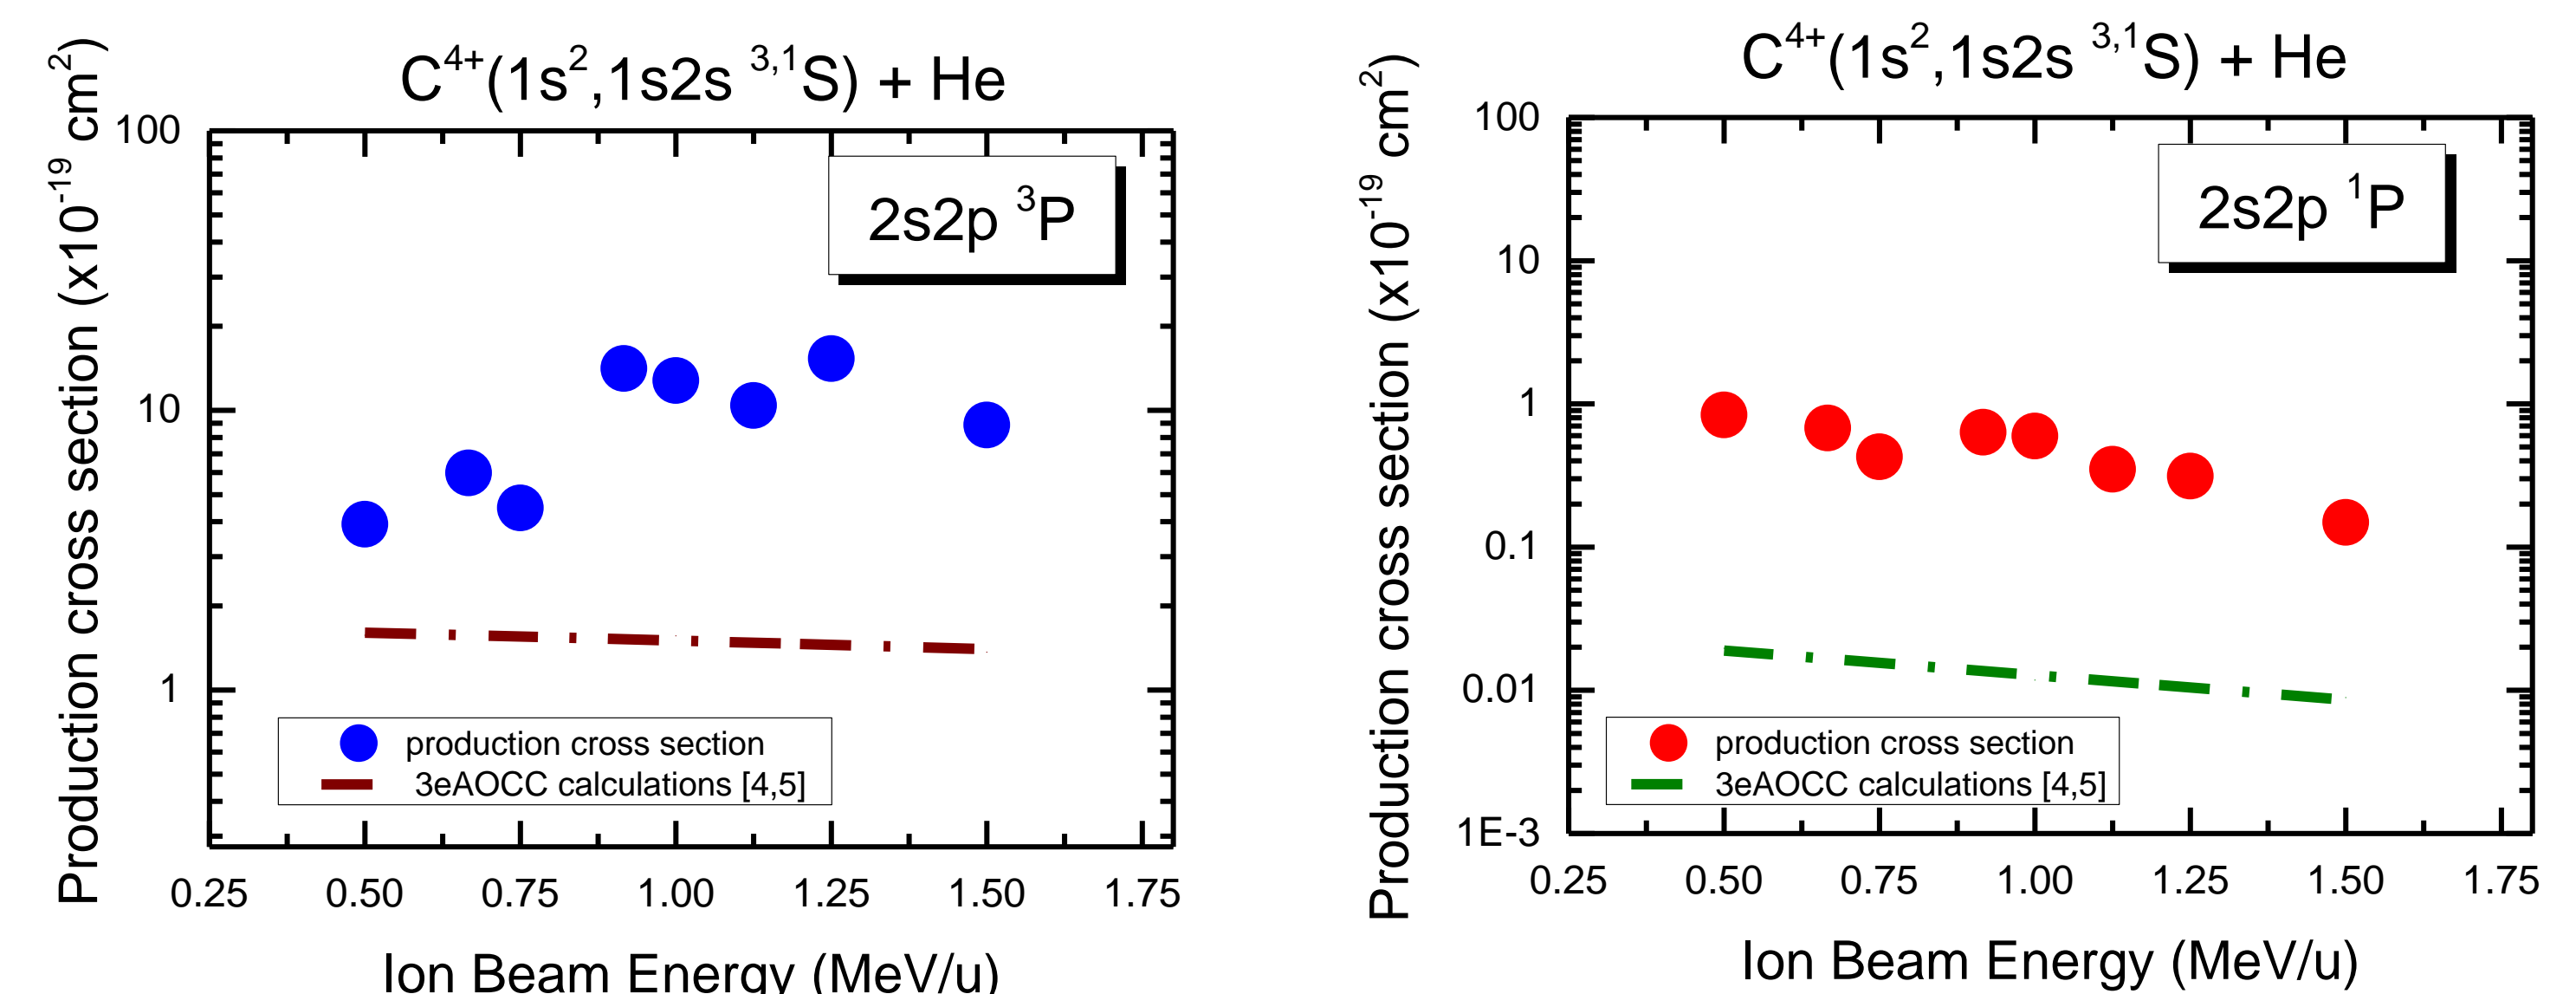 C4+(1s2,1s2s 3,1S) + He
Production cross section (x10-19 cm2)
100
10
1
2s2p 3P
production cross section
3eAOCC calculations [4,5]
0.25 0.50 0.75 1.00 1.25 1.50 1.75
Ion Beam Energy (MeV/u)
C4+(1s2,1s2s 3,1S) + He
Production cross section (x10-19 cm2)
100
10
1
0.1
0.01
1E-3
2s2p 1P
production cross section
3eAOCC calculations [4,5]
0.25 0.50 0.75 1.00 1.25 1.50 1.75
Ion Beam Energy (MeV/u)